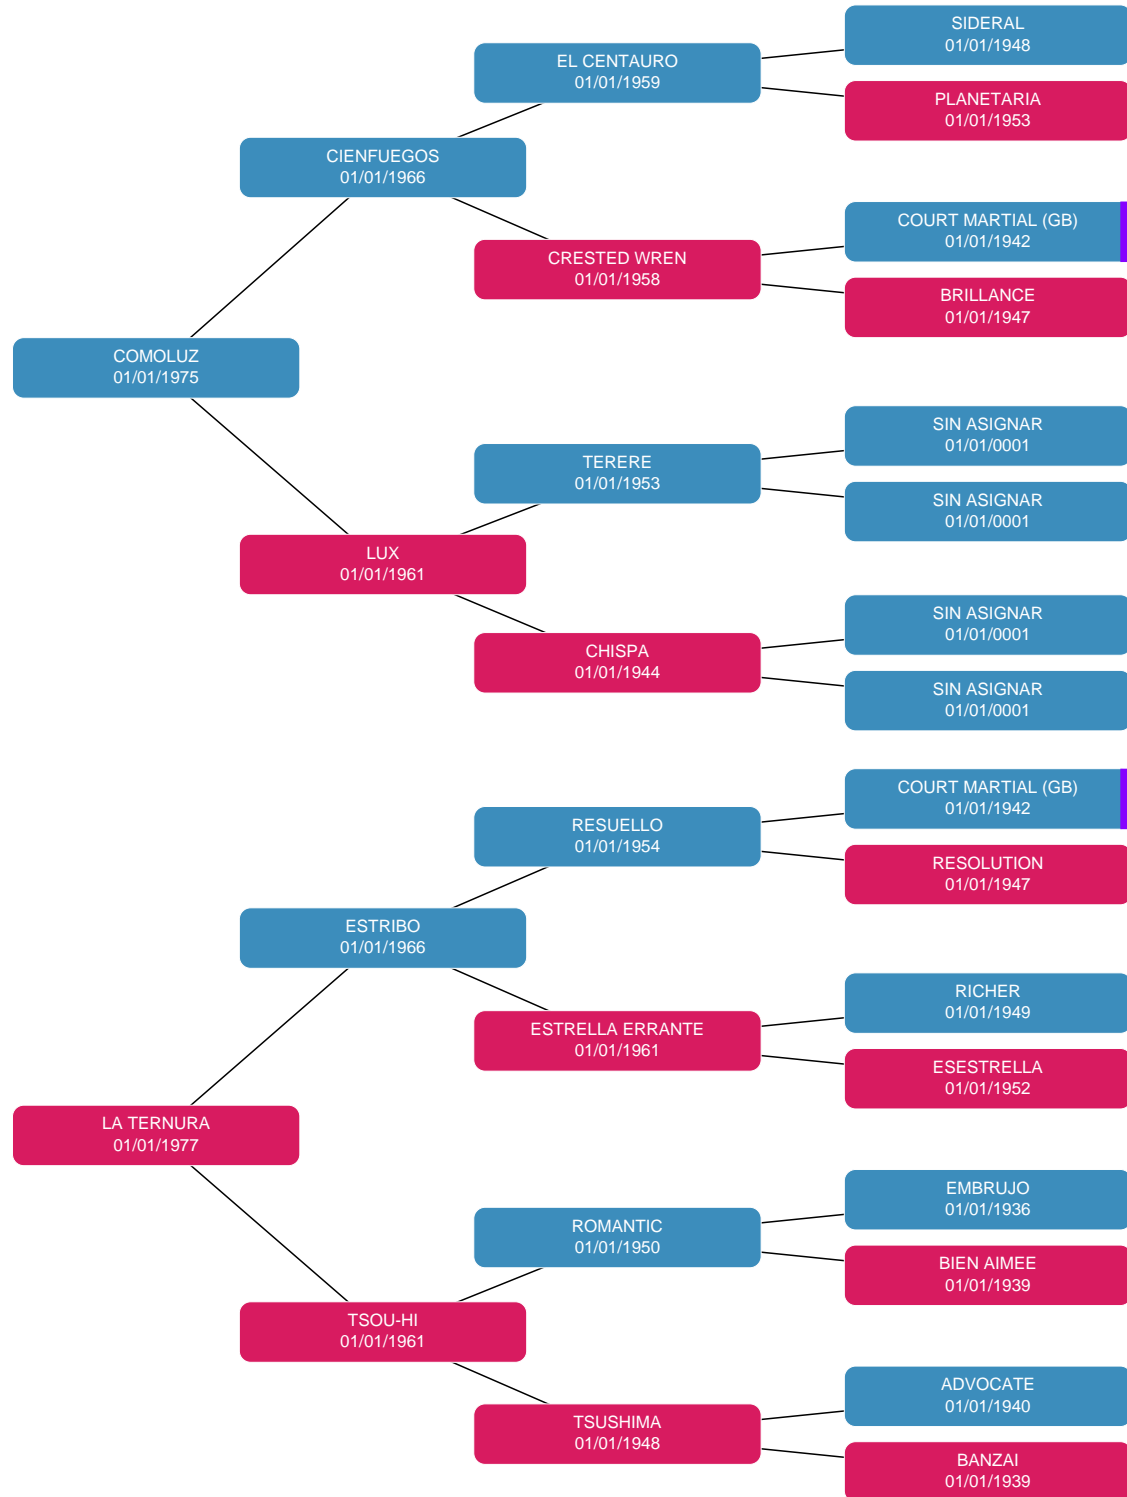 SIDERAL
01/01/1948
EL CENTAURO
01/01/1959
PLANETARIA
01/01/1953
CIENFUEGOS
01/01/1966
COURT MARTIAL (GB)
01/01/1942
CRESTED WREN
01/01/1958
BRILLANCE
01/01/1947
COMOLUZ
01/01/1975
SIN ASIGNAR
01/01/0001
TERERE
01/01/1953
SIN ASIGNAR
01/01/0001
LUX
01/01/1961
SIN ASIGNAR
01/01/0001
CHISPA
01/01/1944
SIN ASIGNAR
01/01/0001
COURT MARTIAL (GB)
01/01/1942
RESUELLO
01/01/1954
RESOLUTION
01/01/1947
ESTRIBO
01/01/1966
RICHER
01/01/1949
ESTRELLA ERRANTE
01/01/1961
ESESTRELLA
01/01/1952
LA TERNURA
01/01/1977
EMBRUJO
01/01/1936
ROMANTIC
01/01/1950
BIEN AIMEE
01/01/1939
TSOU-HI
01/01/1961
ADVOCATE
01/01/1940
TSUSHIMA
01/01/1948
BANZAI
01/01/1939